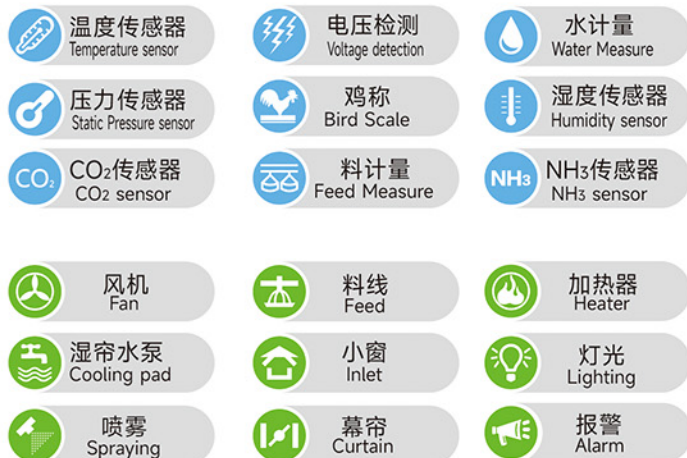 温度传感器
Temperature sensor
电压检测
Voltage detection
水计量
Water Measure
压力传感器
Static Pressure sensor
鸡称
Bird Scale
湿度传感器
Humidity sensor
CO₂
CO₂传感器
CO₂ sensor
料计量
Feed Measure
NH₃
NH₃传感器
NH₃ sensor
风机
Fan
料线
Feed
加热器
Heater
湿帘水泵
Cooling pad
小窗
Inlet
灯光
Lighting
喷雾
Spraying
幕帘
Curtain
报警
Alarm